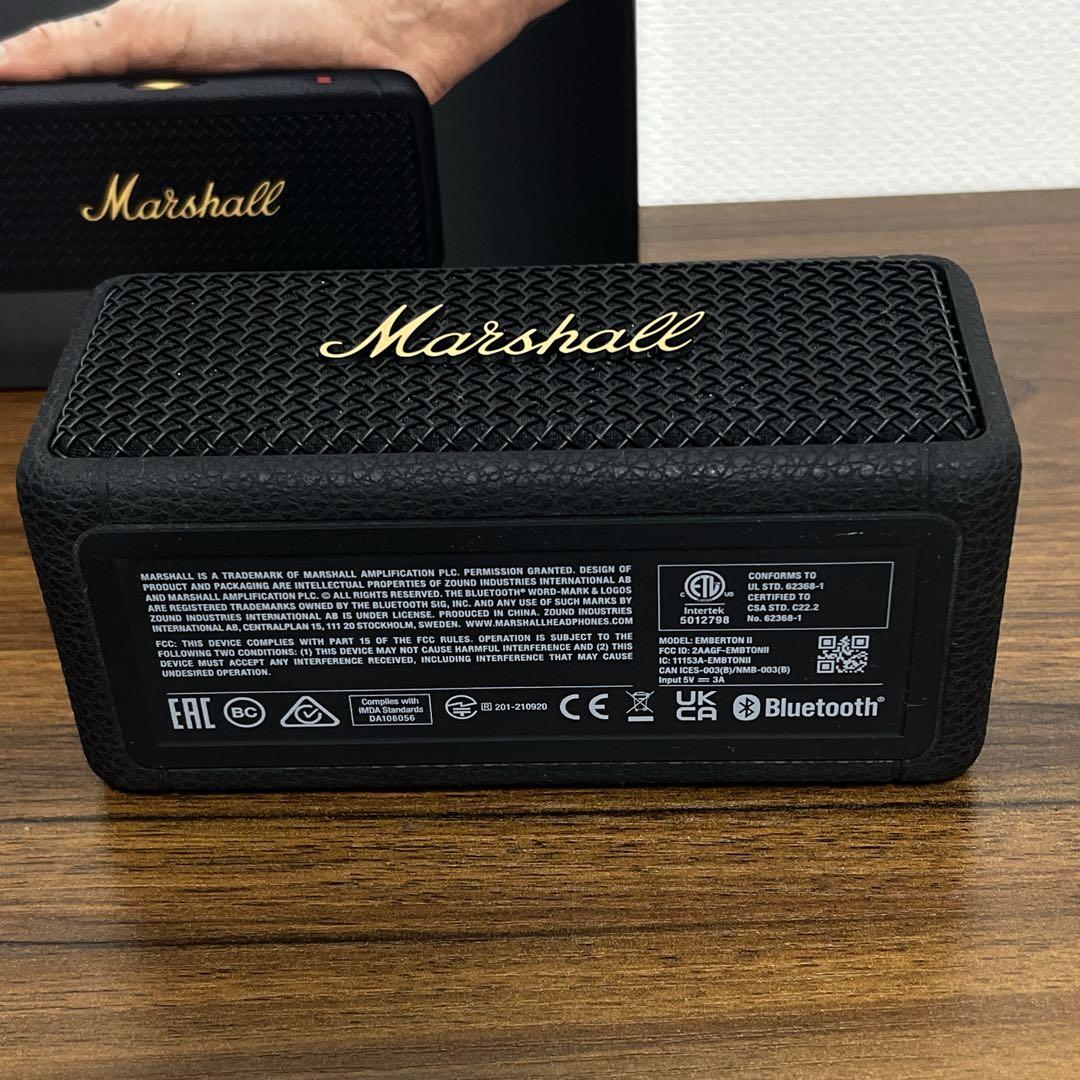 Marshall
Marshall
MARSHALL IS A TRADEMARK OF MARSHALL AMPLIFICATION PLC. PERMISSION GRANTED. DESIGN OF
PRODUCT AND PACKAGING ARE INTELLECTUAL PROPERTIES OF ZOUND INDUSTRIES INTERNATIONAL AB
AND MARSHALL AMPLIFICATION PLC. © ALL RIGHTS RESERVED. THE BLUETOOTH® WORD-MARK & LOGOS
ARE REGISTERED TRADEMARKS OWNED BY THE BLUETOOTH SIG, INC. AND ANY USE OF SUCH MARKS BY
ZOUND INDUSTRIES INTERNATIONAL AB IS UNDER LICENSE. PRODUCED IN CHINA. ZOUND INDUSTRIES
INTERNATIONAL AB, CENTRALPLAN 15, 111 20 STOCKHOLM, SWEDEN. WWW.MARSHALLHEADPHONES.COM
FCC: THIS DEVICE COMPLIES WITH PART 15 OF THE FCC RULES. OPERATION IS SUBJECT TO THE
FOLLOWING TWO CONDITIONS: (1) THIS DEVICE MAY NOT CAUSE HARMFUL INTERFERENCE AND (2) THIS
DEVICE MUST ACCEPT ANY INTERFERENCE RECEIVED, INCLUDING INTERFERENCE THAT MAY CAUSE
UNDESIRED OPERATION.
ETL
C US
Intertek
5012798
CONFORMS TO
UL STD. 62368-1
CERTIFIED TO
CSA STD. C22.2
No. 62368-1
MODEL: EMBERTON II
FCC ID: 2AAGF-EMBTONII
IC: 11153A-EMBTONII
CAN ICES-003(B)/NMB-003(B)
Input 5V ⎓ 3A
EAC
BC
Complies with
IMDA Standards
DA106056
R 201-210920
CE
UK
CA
Bluetooth®